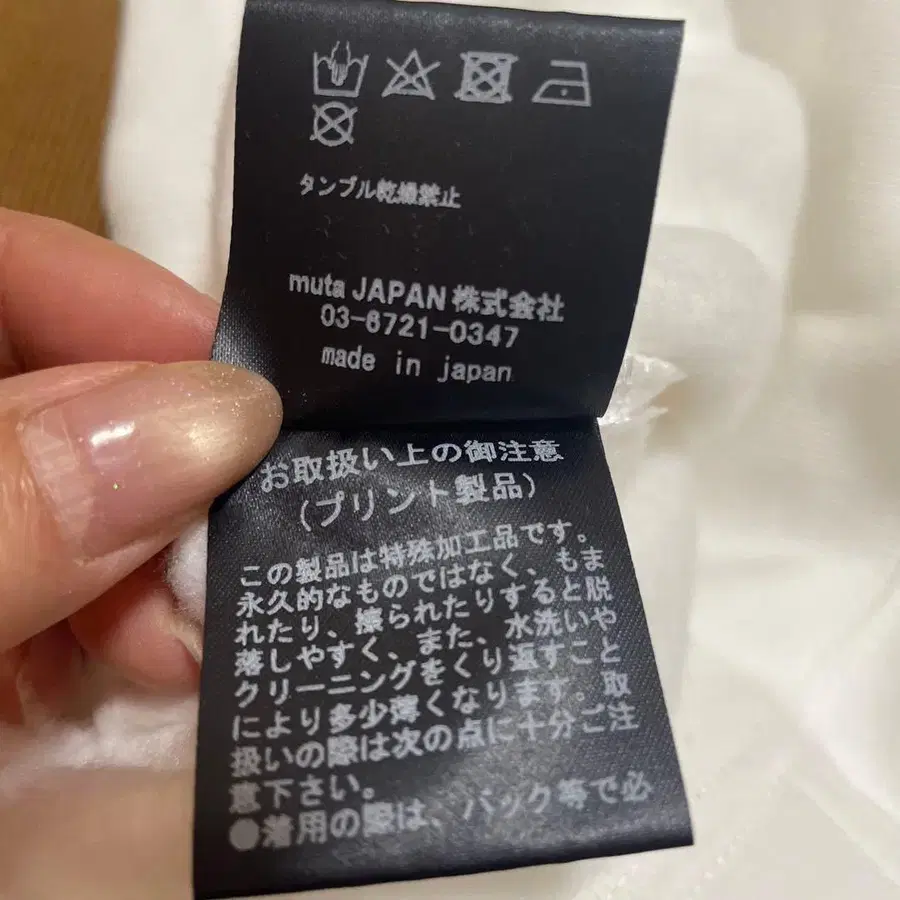 タンブル乾燥禁止
muta JAPAN 株式会社
03-6721-0347
made in japan
お取扱い上の御注意
(プリント製品)
この製品は特殊加工品です。
永久的なものではなく、もま
れたり、擦られたりすると脱
落しやすく、また、水洗いや
クリーニングをくり返すこと
により多少薄くなります。取
扱いの際は次の点に十分ご注
意下さい。
●着用の際は、バック等で必